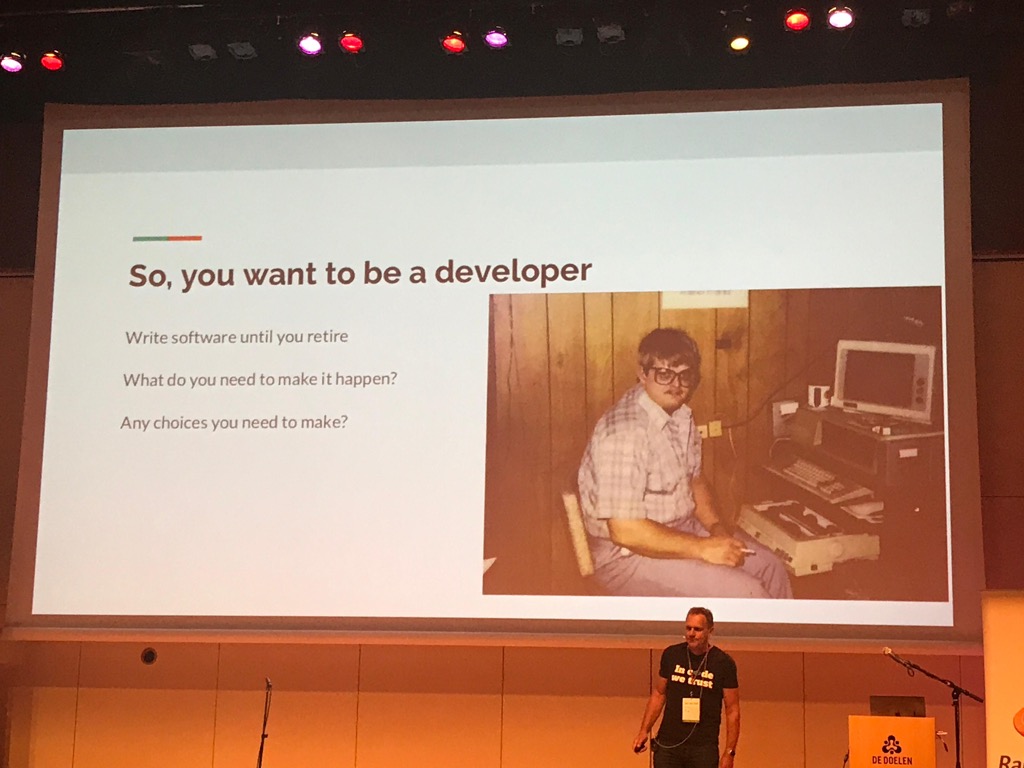 So, you want to be a developer
Write software until you retire
What do you need to make it happen?
Any choices you need to make?
In code
we trust
DE DOELEN
Ra